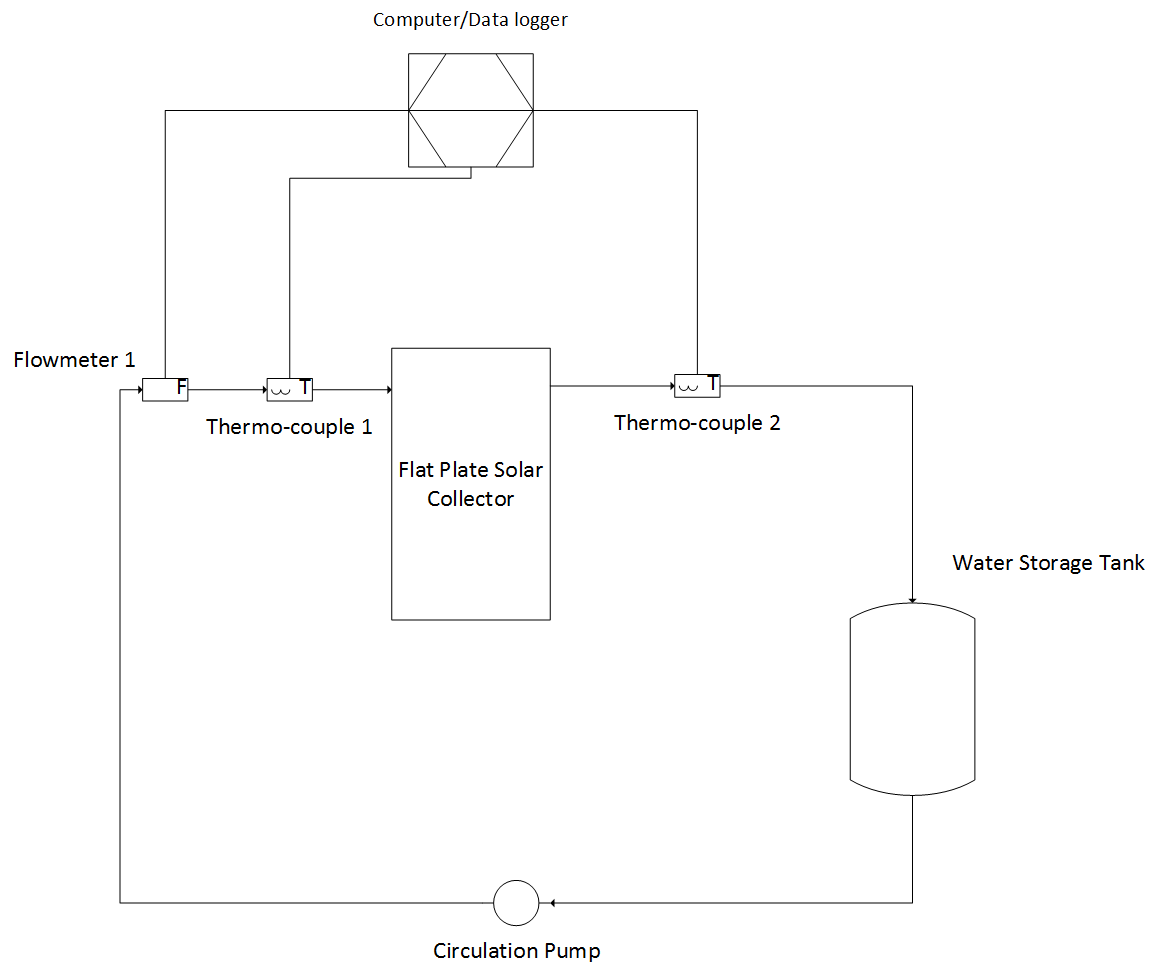 Computer/Data logger
Flowmeter 1
F
T
T
Thermo-couple 1
Thermo-couple 2
Flat Plate Solar
Collector
Water Storage Tank
Circulation Pump